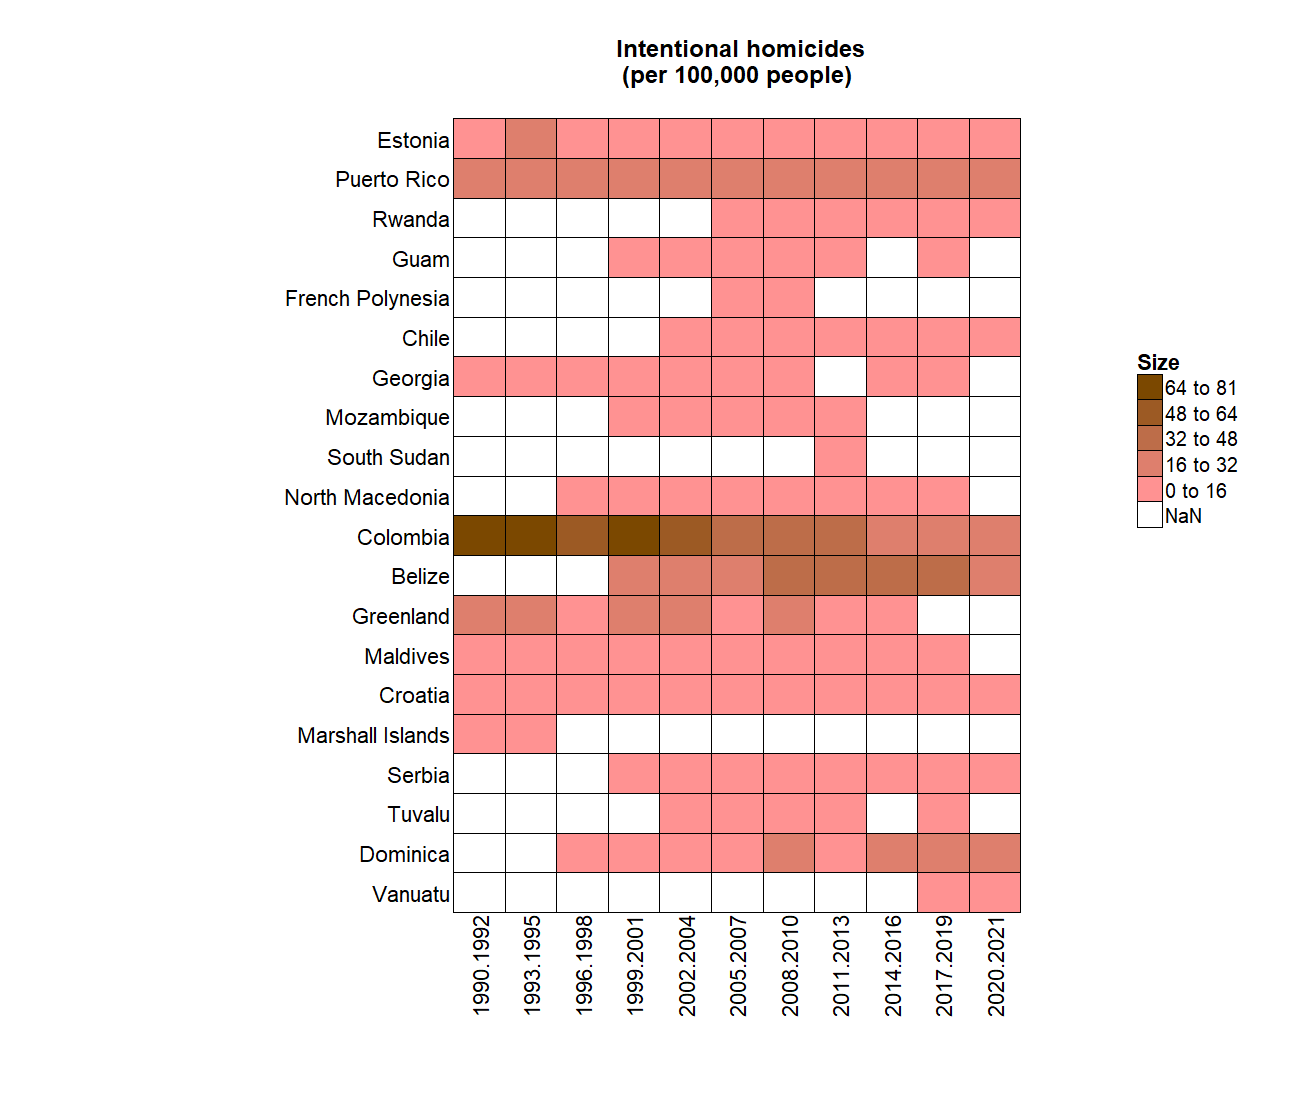 Intentional homicides
(per 100,000 people)
Estonia
Puerto Rico
Rwanda
Guam
French Polynesia
Chile
Georgia
Mozambique
South Sudan
North Macedonia
Colombia
Belize
Greenland
Maldives
Croatia
Marshall Islands
Serbia
Tuvalu
Dominica
Vanuatu
1990.1992
1993.1995
1996.1998
1999.2001
2002.2004
2005.2007
2008.2010
2011.2013
2014.2016
2017.2019
2020.2021
Size
64 to 81
48 to 64
32 to 48
16 to 32
0 to 16
NaN